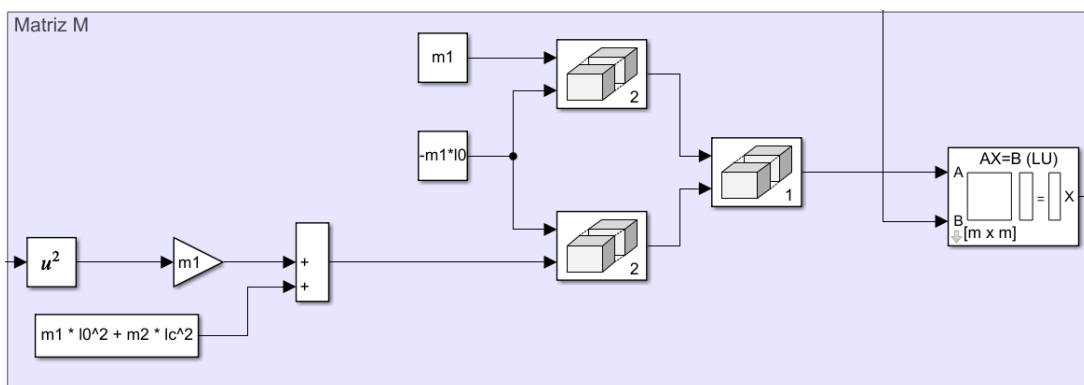 Matriz M
m1
2
-m1*l0
1
AX=B (LU)
A
=
X
B
[m x m]
2
u²
m1
+
+
m1 * l0^2 + m2 * lc^2